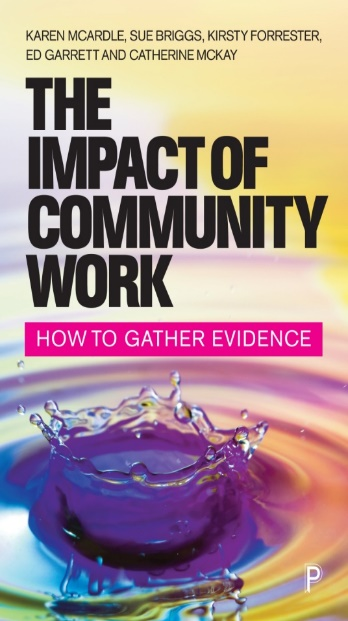 KAREN MCARDLE, SUE BRIGGS, KIRSTY FORRESTER,
ED GARRETT AND CATHERINE MCKAY
THE
IMPACT OF
COMMUNITY
WORK
HOW TO GATHER EVIDENCE
P